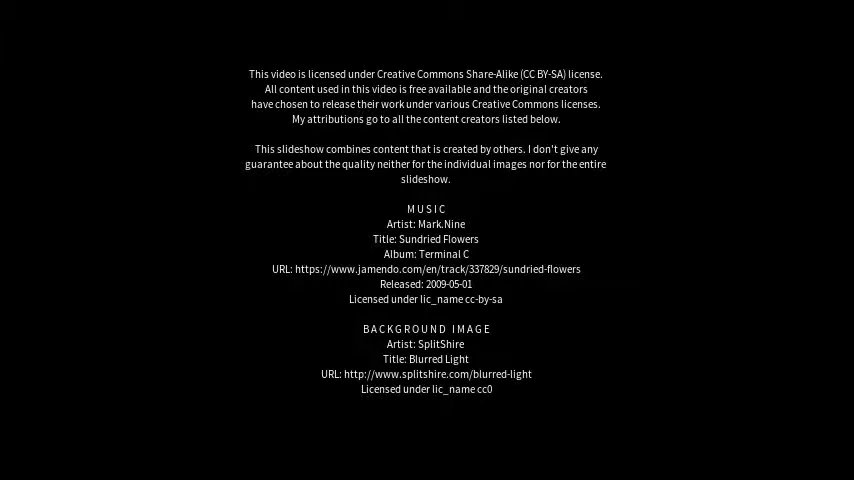 This video is licensed under Creative Commons Share-Alike (CC BY-SA) license.
All content used in this video is free available and the original creators
have chosen to release their work under various Creative Commons licenses.
My attributions go to all the content creators listed below.
This slideshow combines content that is created by others. I don't give any
guarantee about the quality neither for the individual images nor for the entire
slideshow.
MUSIC
Artist: Mark.Nine
Title: Sundried Flowers
Album: Terminal C
URL: https://www.jamendo.com/en/track/337829/sundried-flowers
Released: 2009-05-01
Licensed under lic_name cc-by-sa
BACKGROUND IMAGE
Artist: SplitShire
Title: Blurred Light
URL: http://www.splitshire.com/blurred-light
Licensed under lic_name cc0